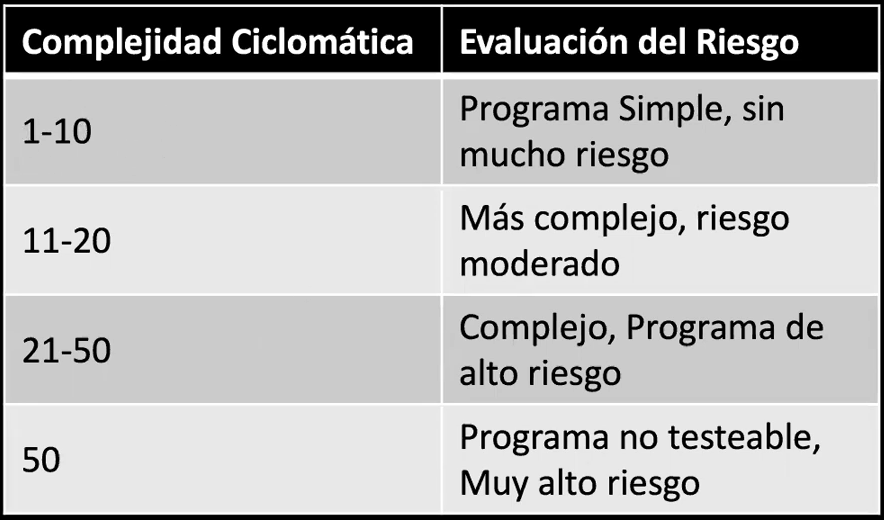 Complejidad Ciclomática
Evaluación del Riesgo
1-10
Programa Simple, sin
mucho riesgo
11-20
Más complejo, riesgo
moderado
21-50
Complejo, Programa de
alto riesgo
50
Programa no testeable,
Muy alto riesgo